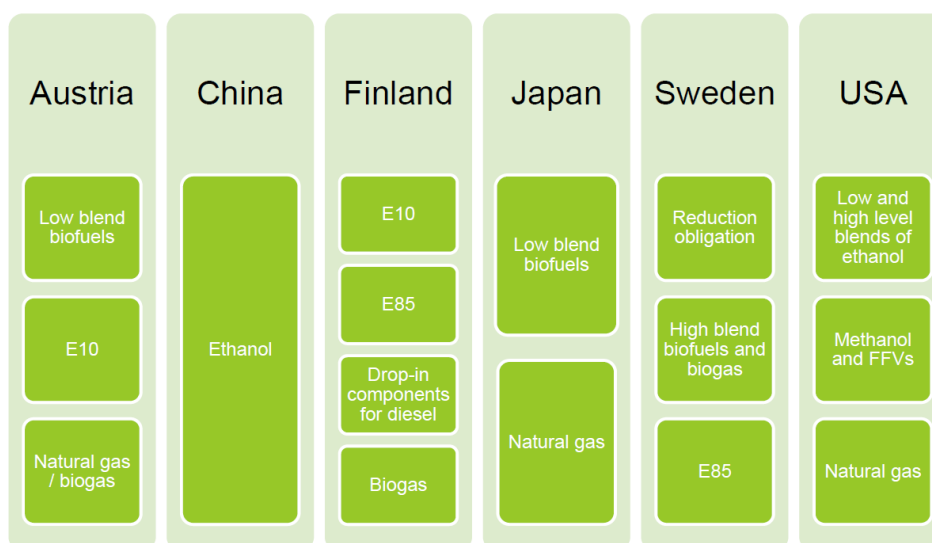 Austria
Low blend
biofuels
E10
Natural gas
/ biogas
China
Ethanol
Finland
E10
E85
Drop-in
components
for diesel
Biogas
Japan
Low blend
biofuels
Natural gas
Sweden
Reduction
obligation
High blend
biofuels and
biogas
E85
USA
Low and
high level
blends of
ethanol
Methanol
and FFVs
Natural gas